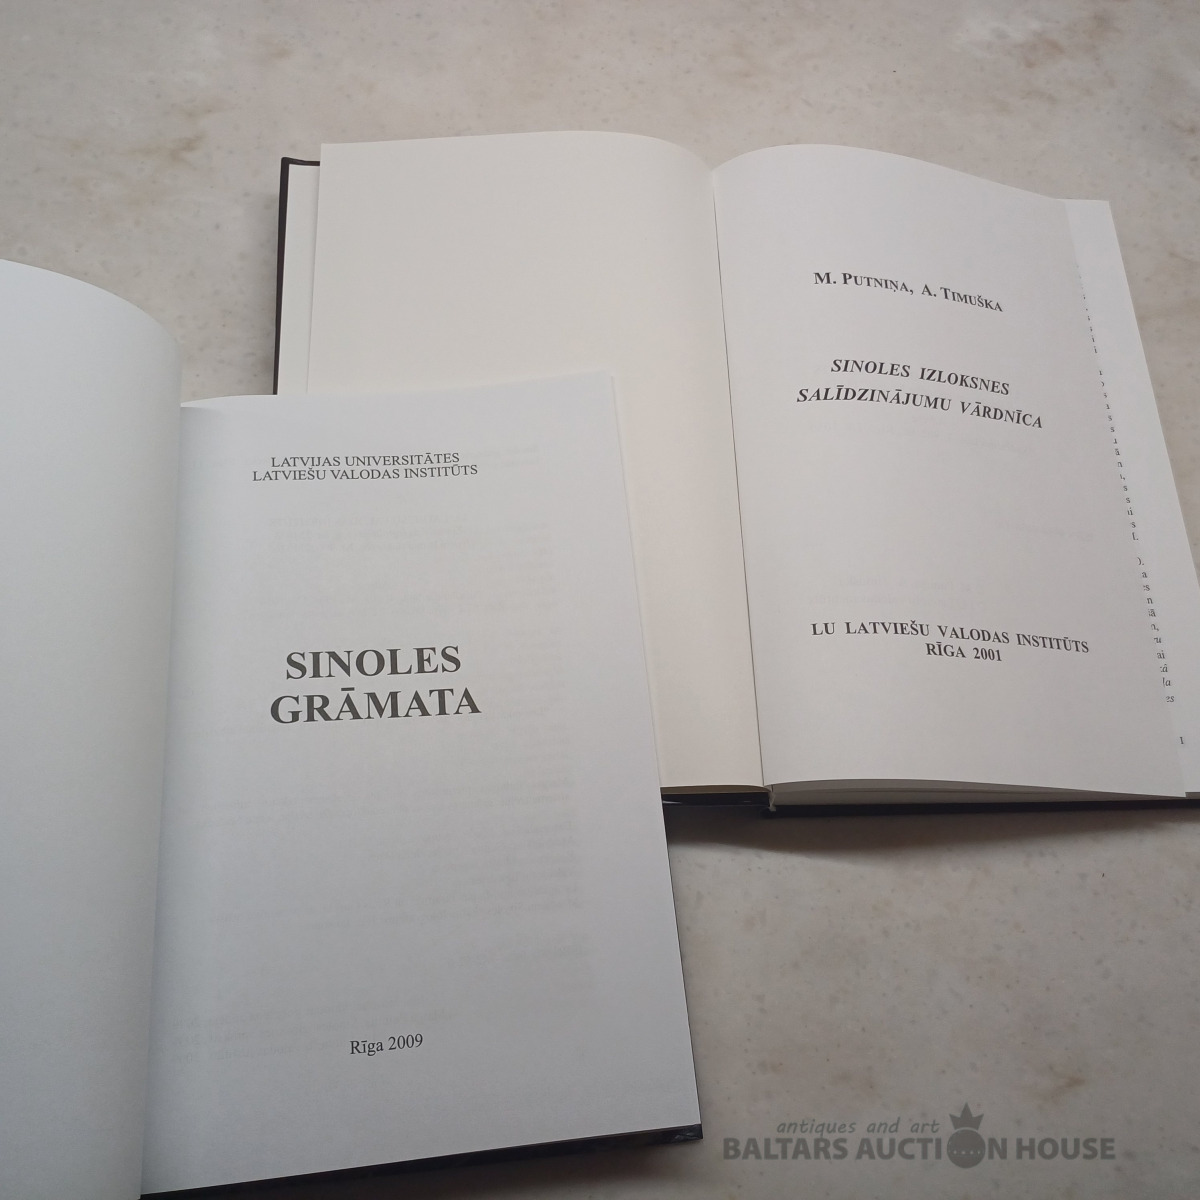 M. PUTNIŅA, A. TIMUŠKA
SINOLES IZLOKSNES
SALĪDZINĀJUMU VĀRDNĪCA
LU LATVIEŠU VALODAS INSTITŪTS
RĪGA 2001
LATVIJAS UNIVERSITĀTES
LATVIEŠU VALODAS INSTITŪTS
SINOLES
GRĀMATA
Rīga 2009
antiques and art
BALTARS AUCTION HOUSE